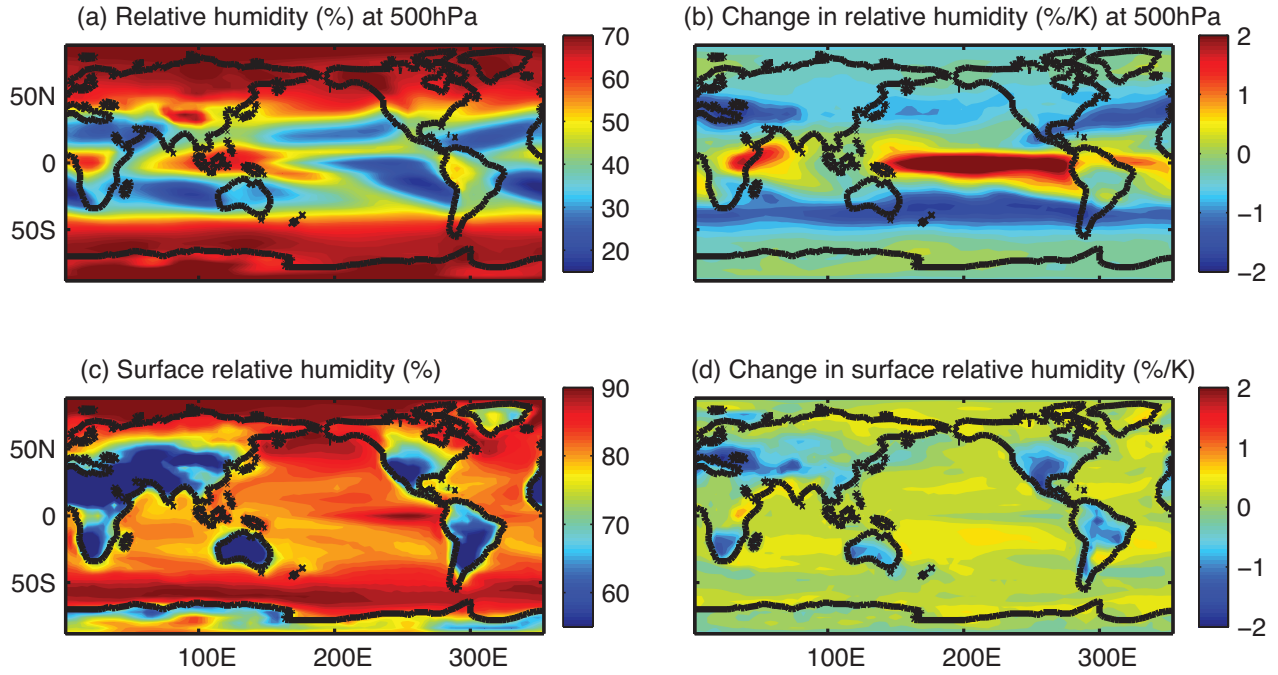 (a) Relative humidity (%) at 500hPa
(b) Change in relative humidity (%/K) at 500hPa
50N
0
50S
70
60
50
40
30
20
2
1
0
−1
−2
(c) Surface relative humidity (%)
(d) Change in surface relative humidity (%/K)
50N
0
50S
90
80
70
60
2
1
0
−1
−2
100E 200E 300E
100E 200E 300E